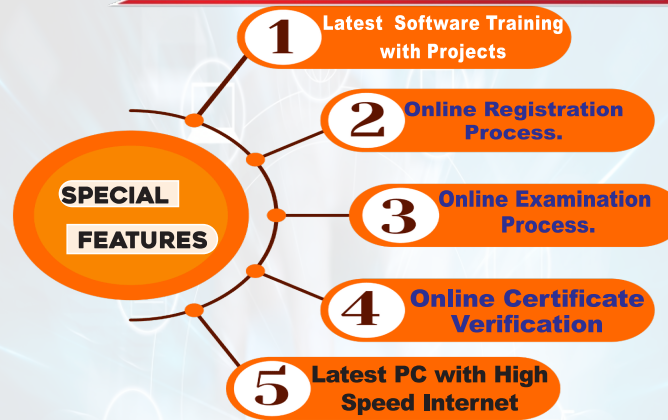 1
Latest Software Training
with Projects
2
Online Registration
Process.
SPECIAL
FEATURES
3
Online Examination
Process.
4
Online Certificate
Verification
5
Latest PC with High
Speed Internet